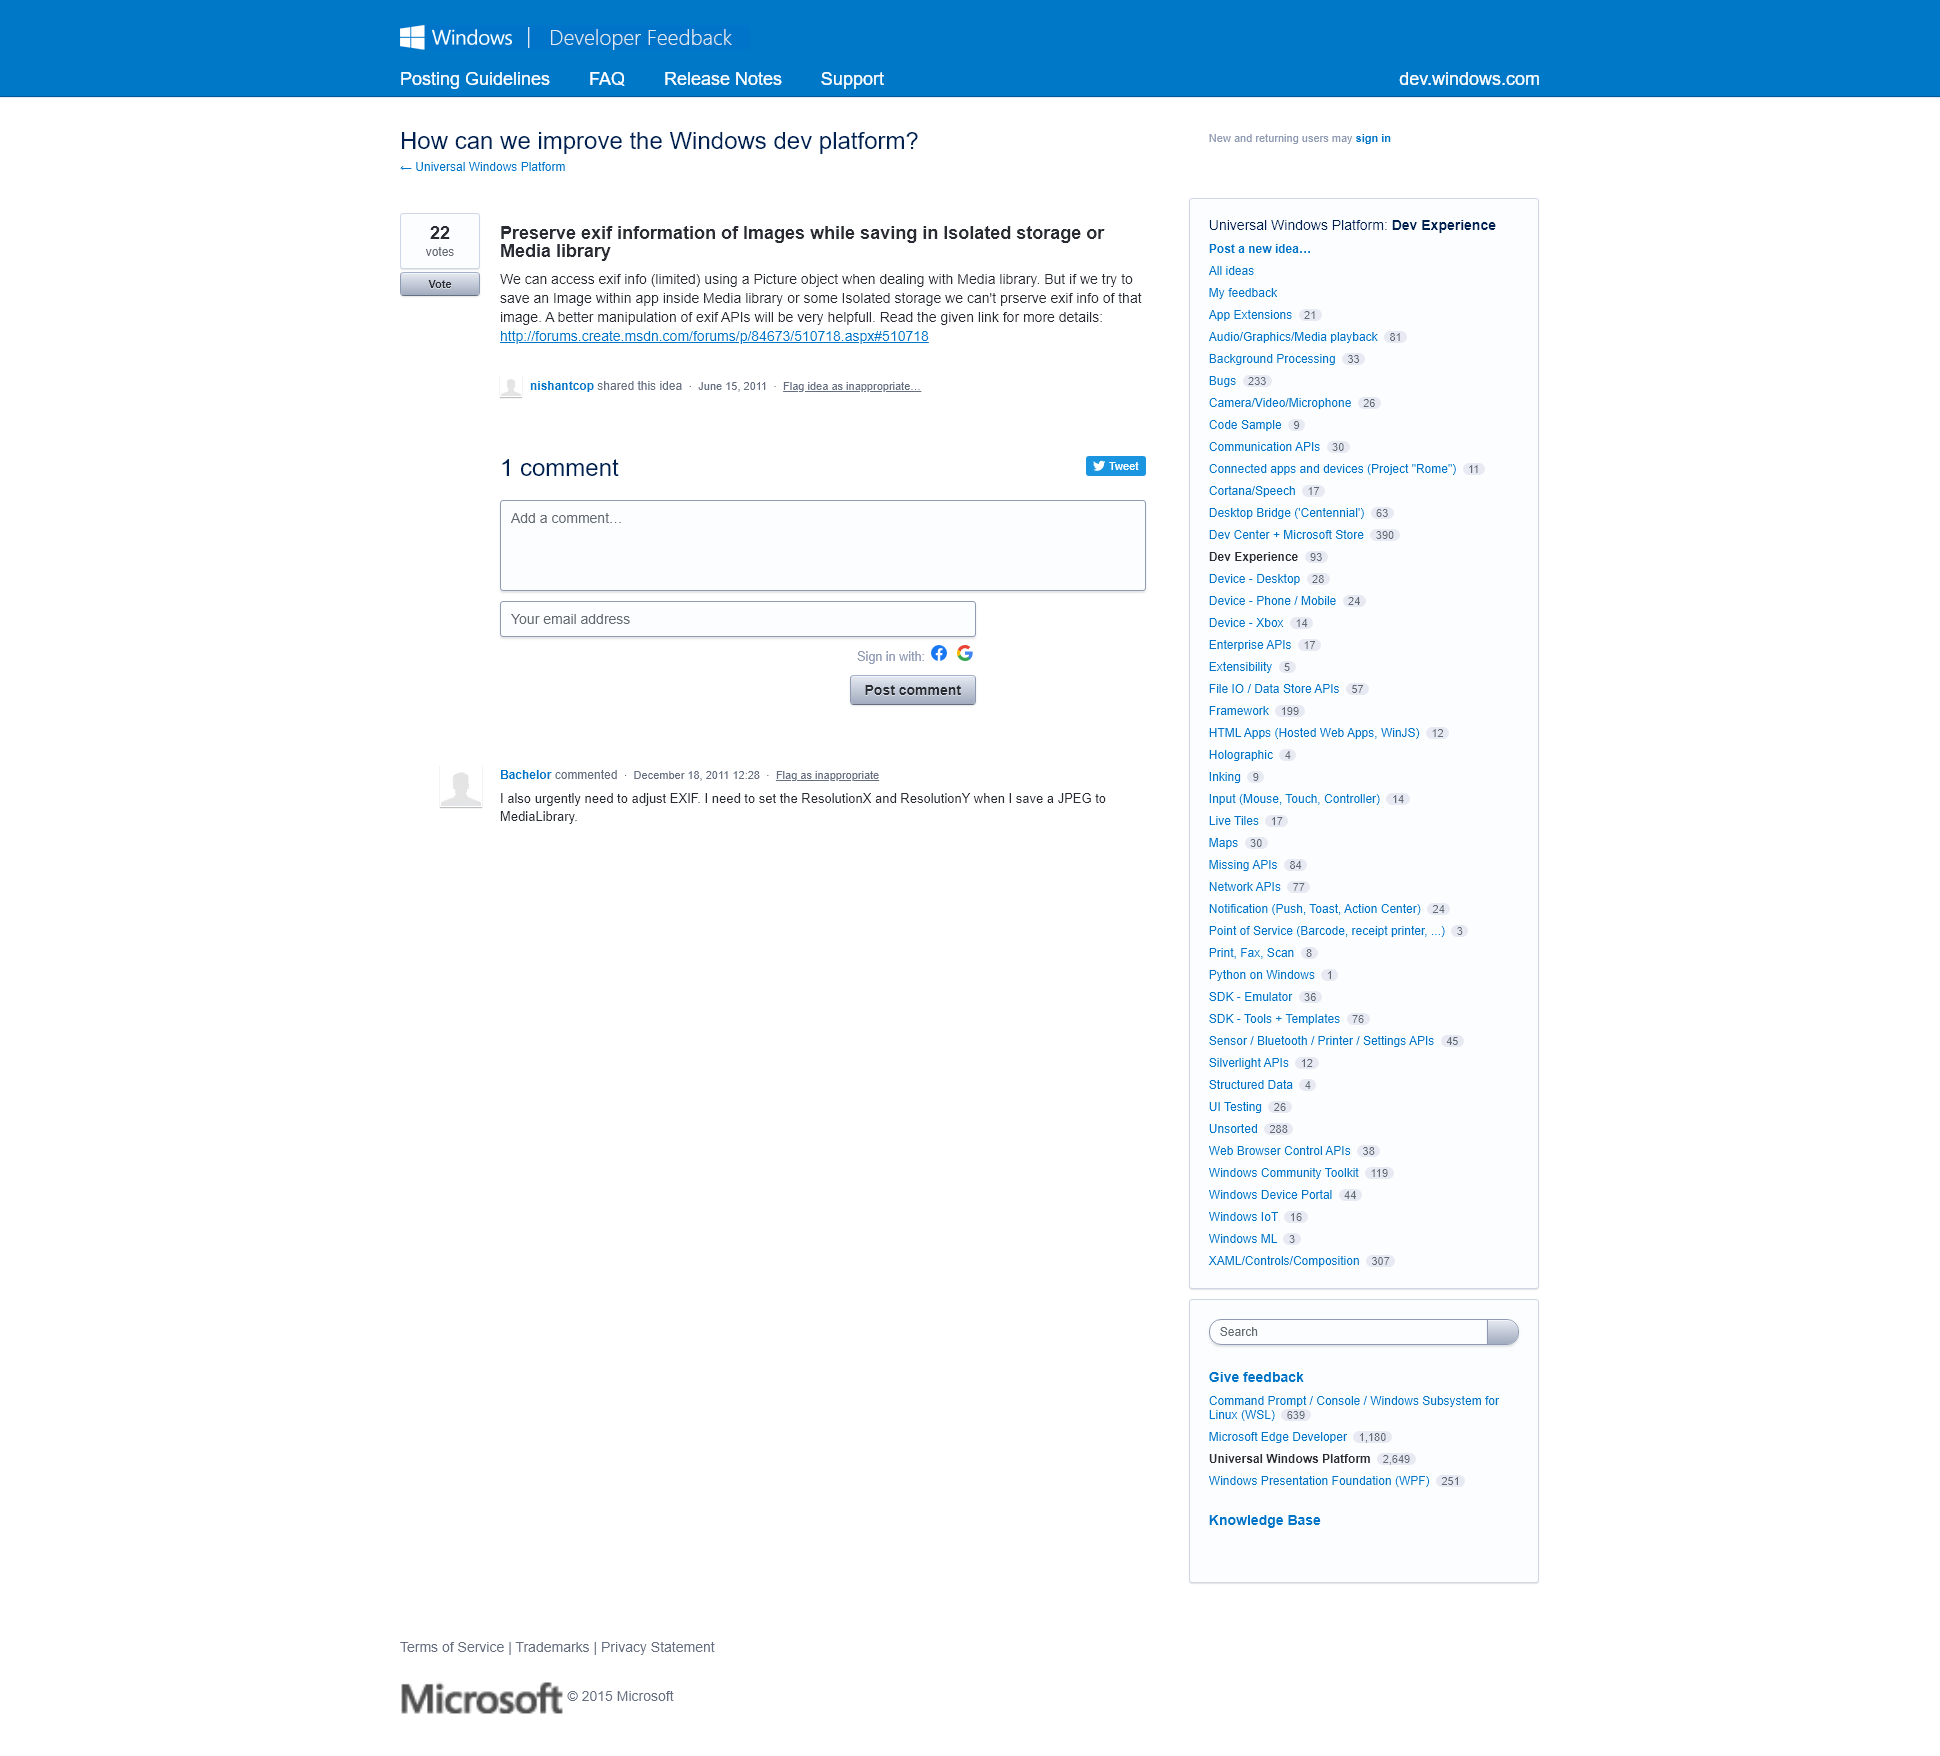 Windows | Developer Feedback
Posting Guidelines FAQ Release Notes Support dev.windows.com
How can we improve the Windows dev platform?
← Universal Windows Platform
New and returning users may sign in
22
votes
Vote
Preserve exif information of Images while saving in Isolated storage or
Media library
We can access exif info (limited) using a Picture object when dealing with Media library. But if we try to
save an Image within app inside Media library or some Isolated storage we can't prserve exif info of that
image. A better manipulation of exif APIs will be very helpfull. Read the given link for more details:
http://forums.create.msdn.com/forums/p/84673/510718.aspx#510718
nishantcop shared this idea · June 15, 2011 · Flag idea as inappropriate…
1 comment
Tweet
Add a comment…
Your email address
Sign in with:
Post comment
Bachelor commented · December 18, 2011 12:28 · Flag as inappropriate
I also urgently need to adjust EXIF. I need to set the ResolutionX and ResolutionY when I save a JPEG to
MediaLibrary.
Universal Windows Platform: Dev Experience
Post a new idea…
All ideas
My feedback
App Extensions 21
Audio/Graphics/Media playback 81
Background Processing 33
Bugs 233
Camera/Video/Microphone 26
Code Sample 9
Communication APIs 30
Connected apps and devices (Project "Rome") 11
Cortana/Speech 17
Desktop Bridge ('Centennial') 63
Dev Center + Microsoft Store 390
Dev Experience 93
Device - Desktop 28
Device - Phone / Mobile 24
Device - Xbox 14
Enterprise APIs 17
Extensibility 5
File IO / Data Store APIs 57
Framework 199
HTML Apps (Hosted Web Apps, WinJS) 12
Holographic 4
Inking 9
Input (Mouse, Touch, Controller) 14
Live Tiles 17
Maps 30
Missing APIs 84
Network APIs 77
Notification (Push, Toast, Action Center) 24
Point of Service (Barcode, receipt printer, ...) 3
Print, Fax, Scan 8
Python on Windows 1
SDK - Emulator 36
SDK - Tools + Templates 76
Sensor / Bluetooth / Printer / Settings APIs 45
Silverlight APIs 12
Structured Data 4
UI Testing 26
Unsorted 288
Web Browser Control APIs 38
Windows Community Toolkit 119
Windows Device Portal 44
Windows IoT 16
Windows ML 3
XAML/Controls/Composition 307
Search
Give feedback
Command Prompt / Console / Windows Subsystem for
Linux (WSL) 639
Microsoft Edge Developer 1,180
Universal Windows Platform 2,649
Windows Presentation Foundation (WPF) 251
Knowledge Base
Terms of Service | Trademarks | Privacy Statement
Microsoft © 2015 Microsoft